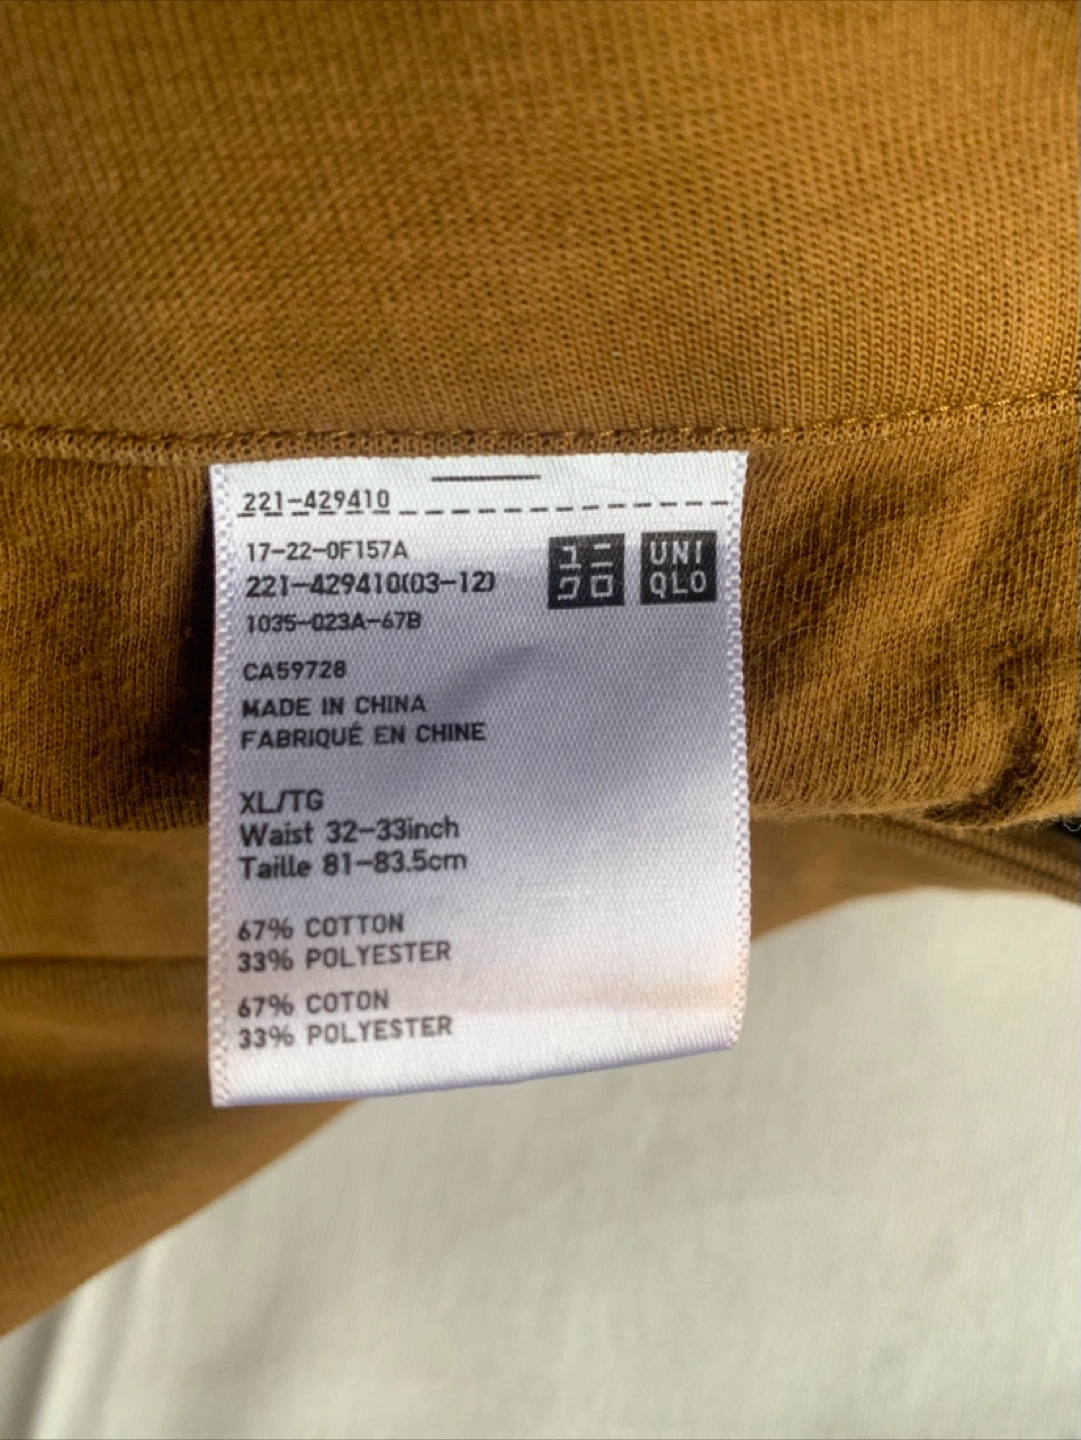 221-429410
17-22-0F157A
221-429410(03-12)
1035-023A-67B
ユニ
クロ
UNI
QLO
CA59728
MADE IN CHINA
FABRIQUÉ EN CHINE
XL/TG
Waist 32-33inch
Taille 81-83.5cm
67% COTTON
33% POLYESTER
67% COTON
33% POLYESTER